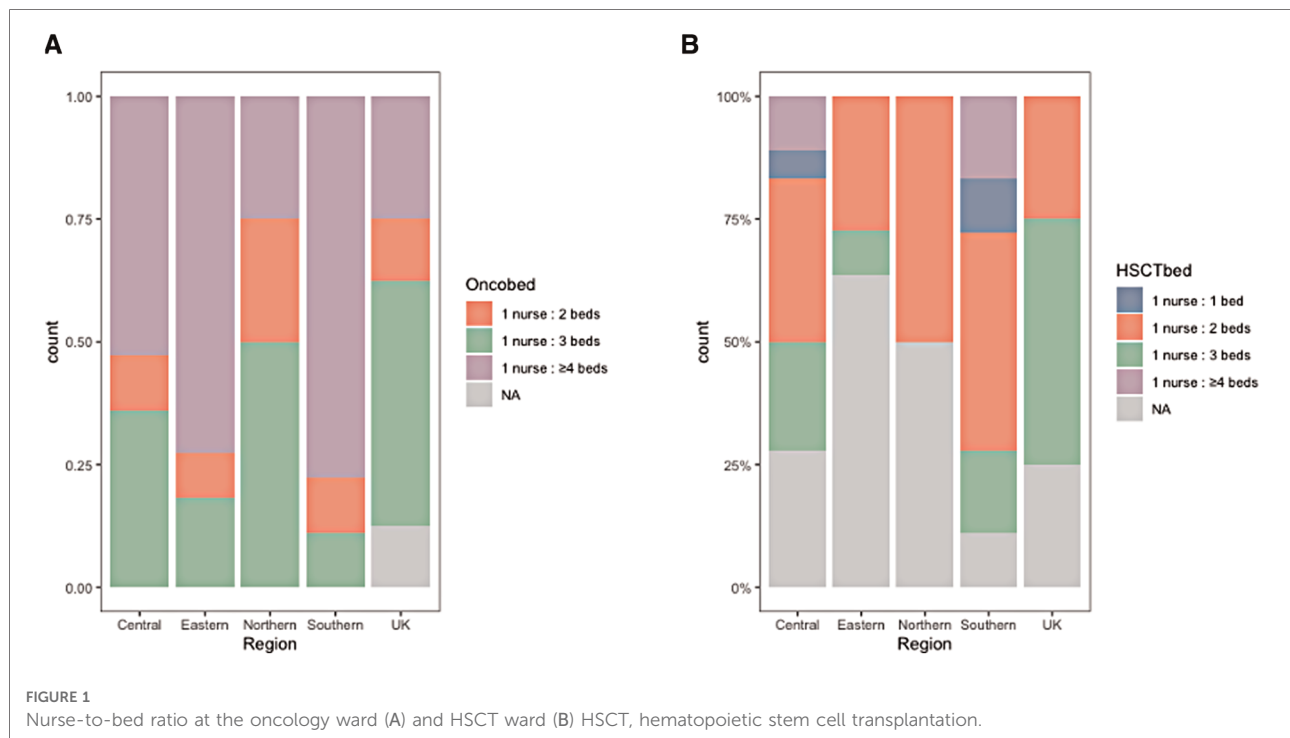 A
1.00
0.75
0.50
0.25
0.00
count
Central Eastern Northern Southern UK
Region
Oncobed
1 nurse : 2 beds
1 nurse : 3 beds
1 nurse : ≥4 beds
NA
B
100%
75%
50%
25%
0%
count
Central Eastern Northern Southern UK
Region
HSCTbed
1 nurse : 1 bed
1 nurse : 2 beds
1 nurse : 3 beds
1 nurse : ≥4 beds
NA
FIGURE 1
Nurse-to-bed ratio at the oncology ward (A) and HSCT ward (B) HSCT, hematopoietic stem cell transplantation.